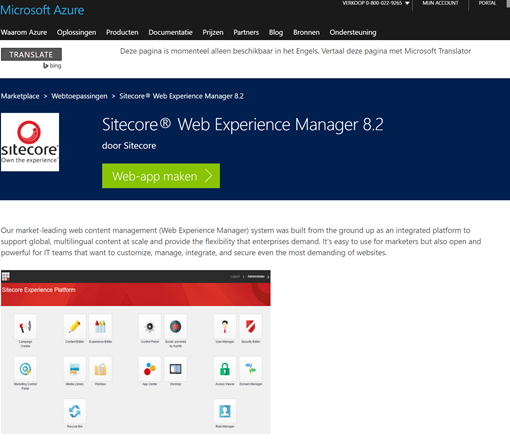 Microsoft Azure
VERKOOP 0-800-022-9265 MIJN ACCOUNT PORTAL
Waarom Azure Oplossingen Producten Documentatie Prijzen Partners Blog Bronnen Ondersteuning
TRANSLATE
bing
Deze pagina is momenteel alleen beschikbaar in het Engels. Vertaal deze pagina met Microsoft Translator
Marketplace > Webtoepassingen > Sitecore® Web Experience Manager 8.2
sitecore
Own the experience
Sitecore® Web Experience Manager 8.2
door Sitecore
Web-app maken
Our market-leading web content management (Web Experience Manager) system was built from the ground up as an integrated platform to
support global, multilingual content at scale and provide the flexibility that enterprises demand. It's easy to use for marketers but also open and
powerful for IT teams that want to customize, manage, integrate, and secure even the most demanding of websites.
Sitecore Experience Platform
Campaign Creator
Content Editor
Experience Editor
Control Panel
User Manager
Security Editor
Marketing Control Panel
Media Library
Workbox
App Center
Desktop
Access Viewer
Domain Manager
Recycle Bin
Role Manager